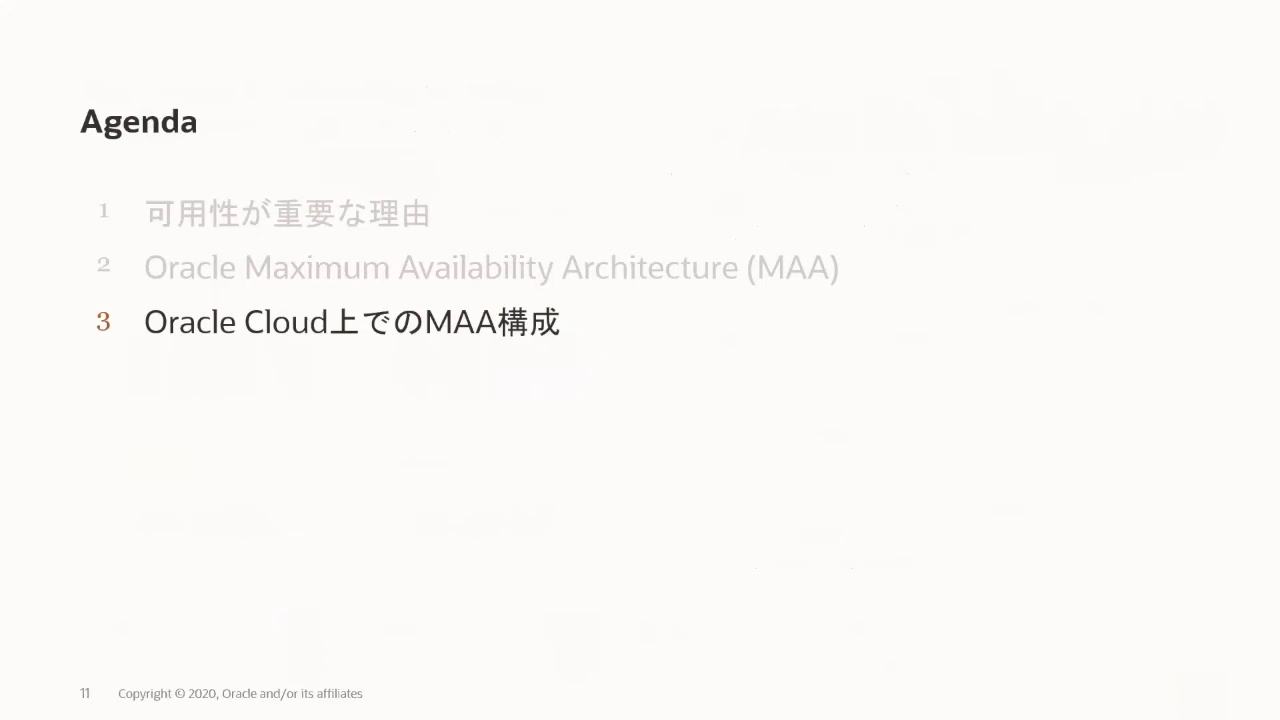 Agenda
1 可用性が重要な理由
2 Oracle Maximum Availability Architecture (MAA)
3 Oracle Cloud上でのMAA構成
11 Copyright © 2020, Oracle and/or its affiliates